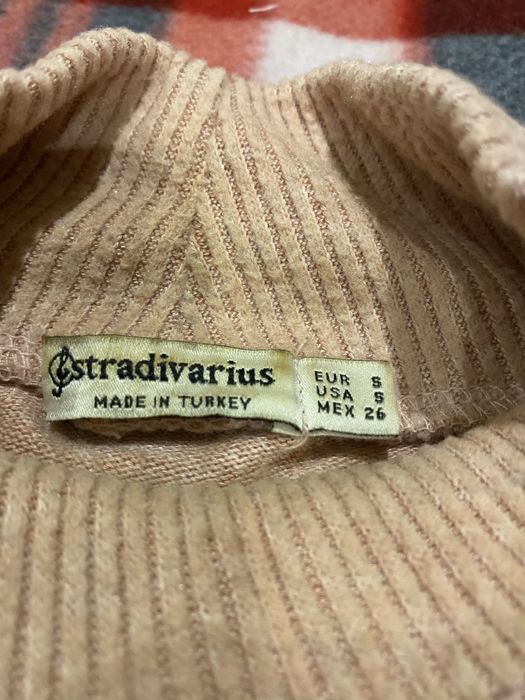 stradivarius
MADE IN TURKEY
EUR S
USA S
MEX 26